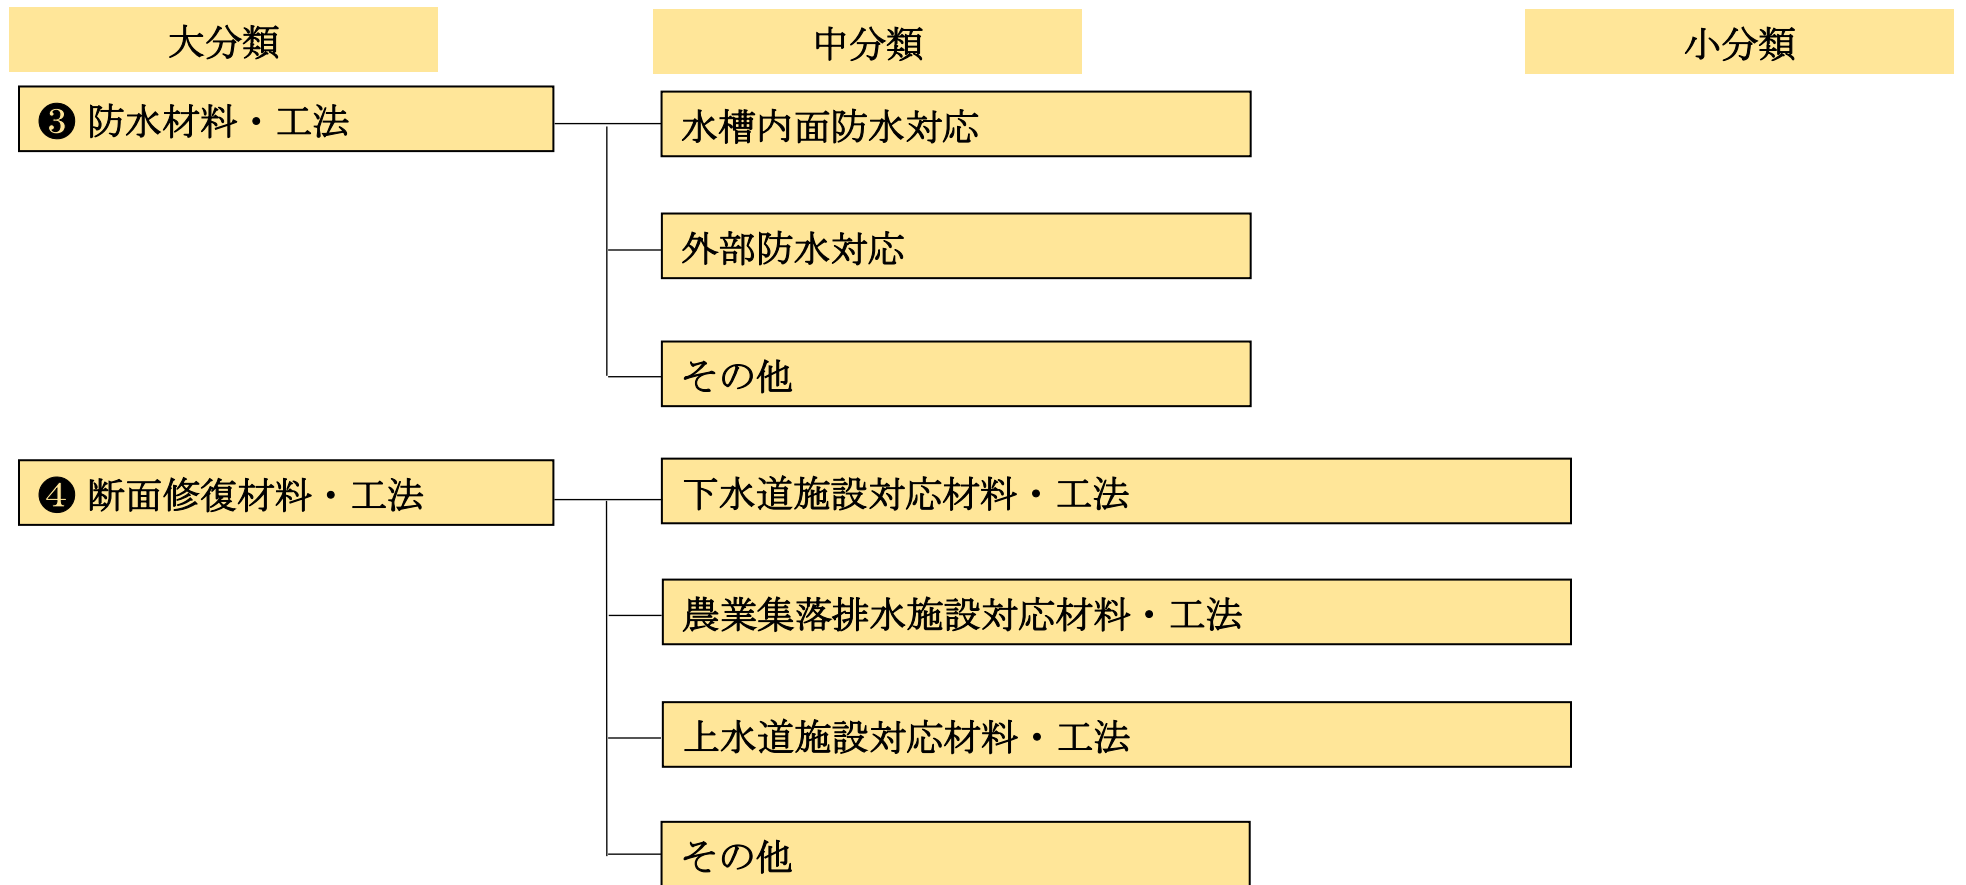 大分類
中分類
小分類
❸ 防水材料・工法
水槽内面防水対応
外部防水対応
その他
❹ 断面修復材料・工法
下水道施設対応材料・工法
農業集落排水施設対応材料・工法
上水道施設対応材料・工法
その他